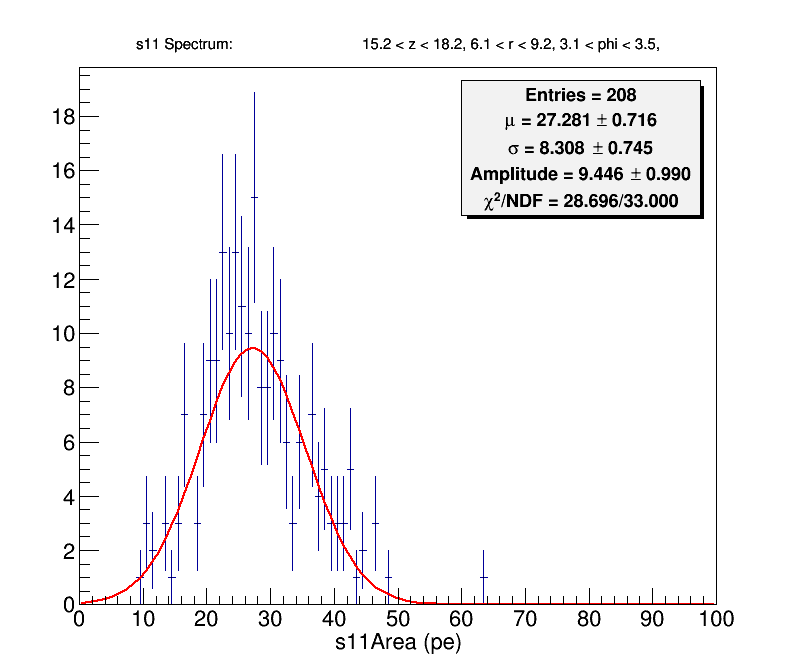 s11 Spectrum: 15.2 < z < 18.2, 6.1 < r < 9.2, 3.1 < phi < 3.5,
Entries = 208
μ = 27.281 ± 0.716
σ = 8.308 ± 0.745
Amplitude = 9.446 ± 0.990
χ²/NDF = 28.696/33.000
18
16
14
12
10
8
6
4
2
0
0 10 20 30 40 50 60 70 80 90 100
s11Area (pe)